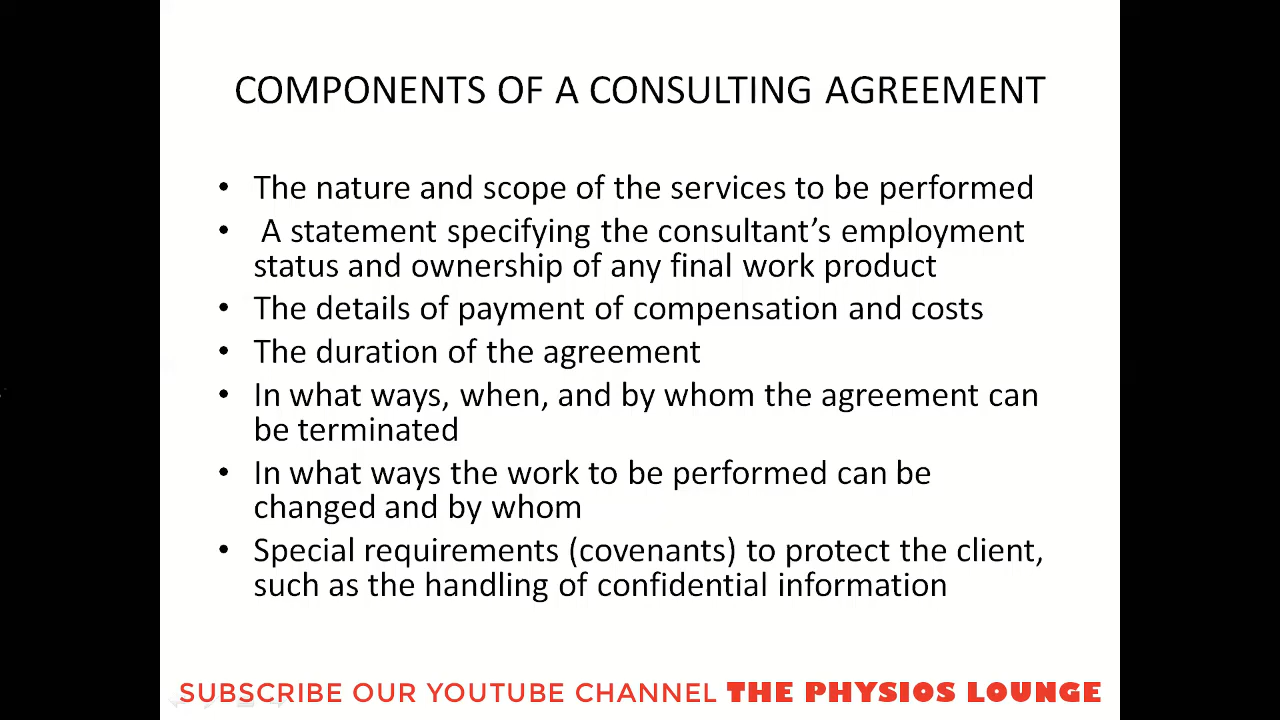 COMPONENTS OF A CONSULTING AGREEMENT
• The nature and scope of the services to be performed
• A statement specifying the consultant’s employment
status and ownership of any final work product
• The details of payment of compensation and costs
• The duration of the agreement
• In what ways, when, and by whom the agreement can
be terminated
• In what ways the work to be performed can be
changed and by whom
• Special requirements (covenants) to protect the client,
such as the handling of confidential information
SUBSCRIBE OUR YOUTUBE CHANNEL THE PHYSIOS LOUNGE